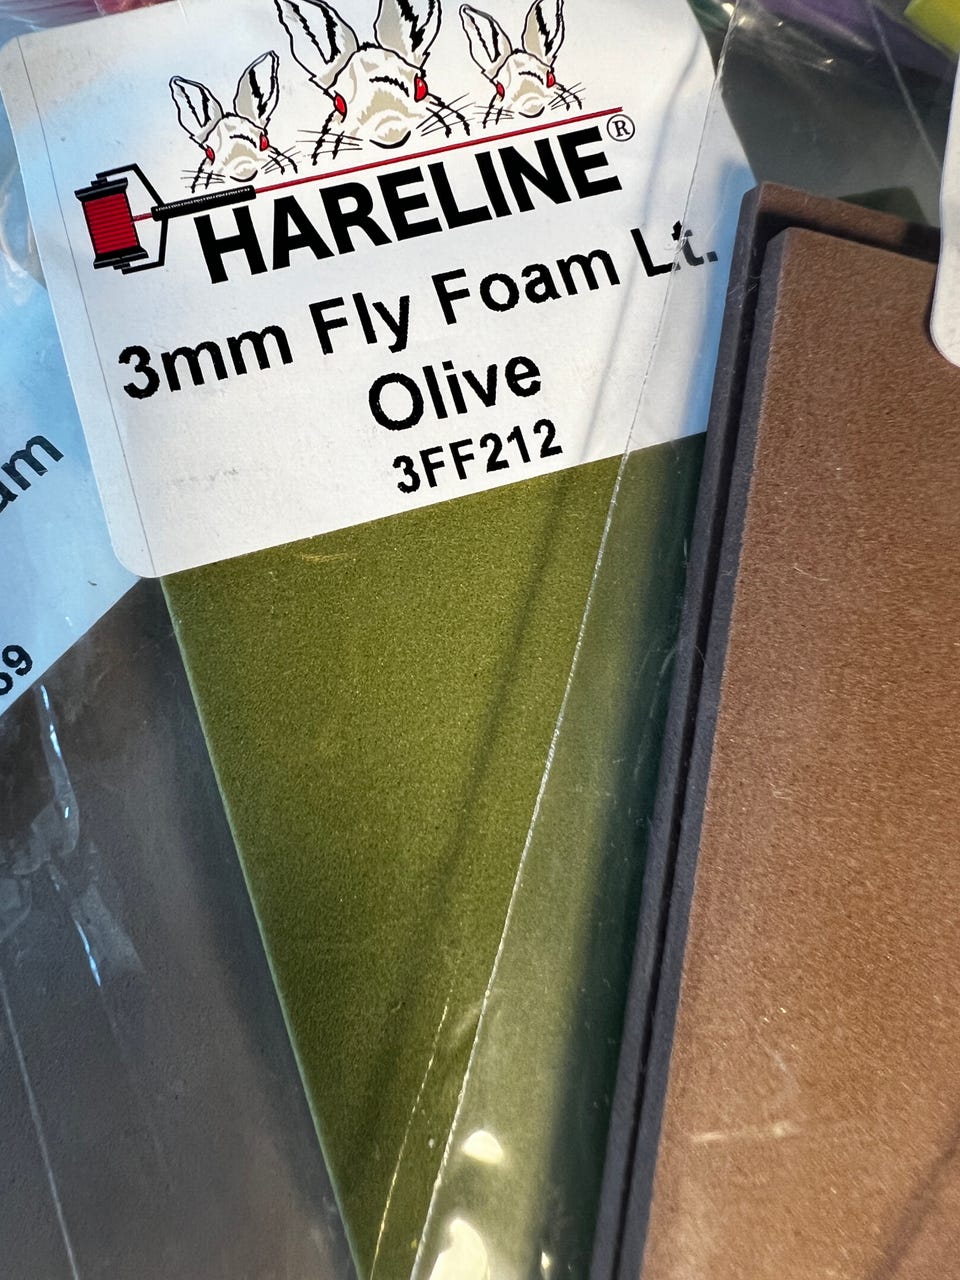 HARELINE®
3mm Fly Foam Lt.
Olive
3FF212